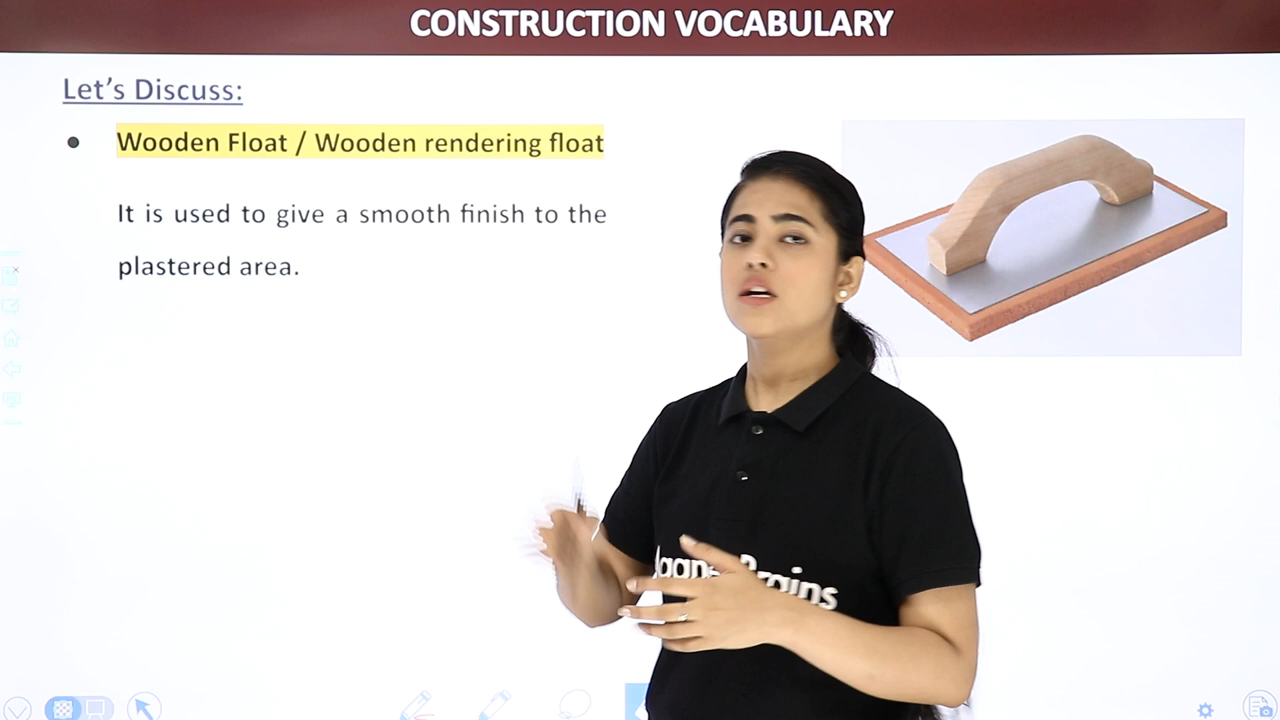 CONSTRUCTION VOCABULARY
Let's Discuss:
• Wooden Float / Wooden rendering float
It is used to give a smooth finish to the
plastered area.